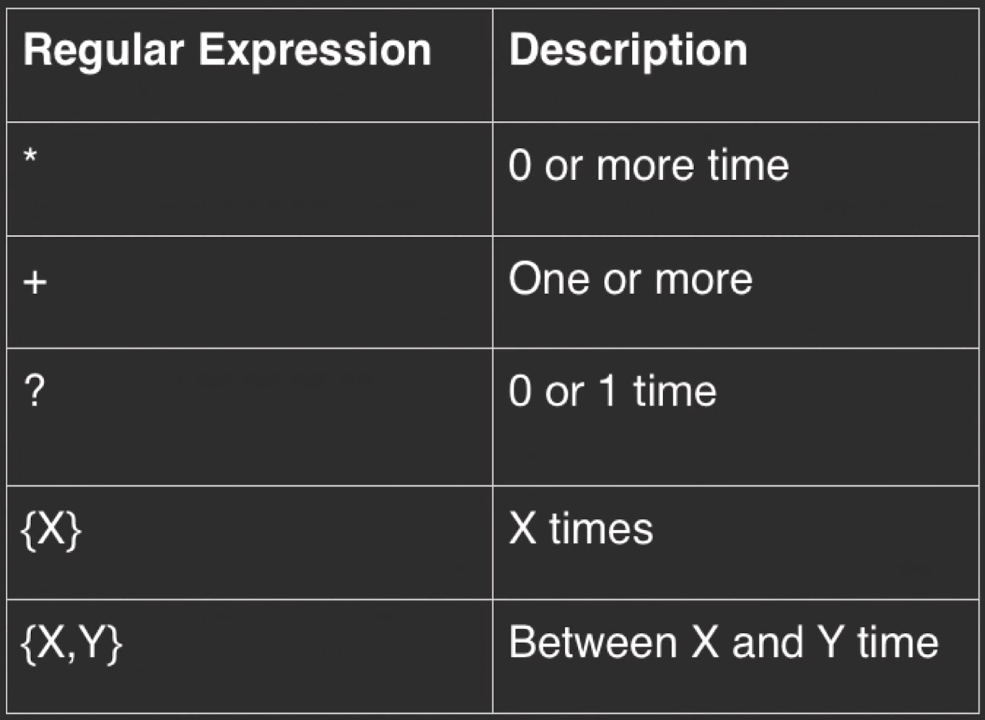 Regular Expression Description
* 0 or more time
+ One or more
? 0 or 1 time
{X} X times
{X,Y} Between X and Y time